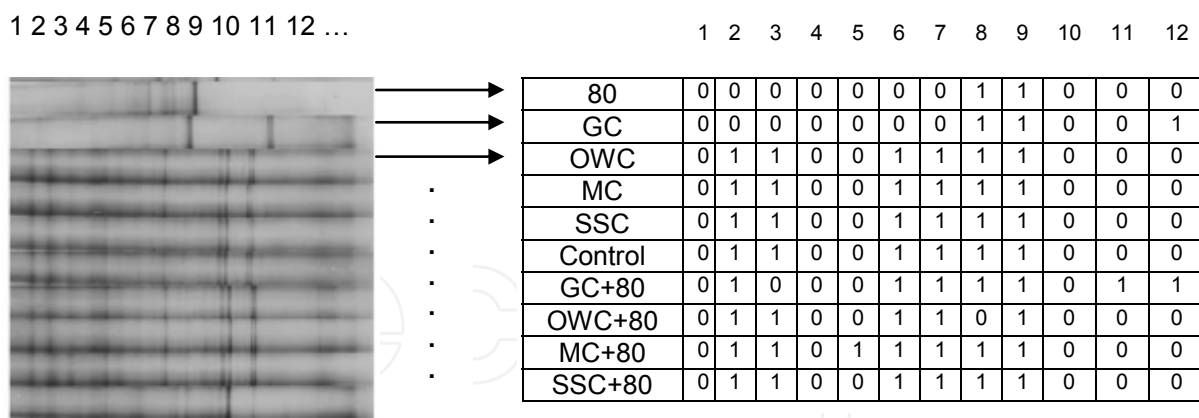 1 2 3 4 5 6 7 8 9 10 11 12 ...
1 2 3 4 5 6 7 8 9 10 11 12
80 0 0 0 0 0 0 0 1 1 0 0 0
GC 0 0 0 0 0 0 0 1 1 0 0 1
OWC 0 1 1 0 0 1 1 1 1 0 0 0
MC 0 1 1 0 0 1 1 1 1 0 0 0
SSC 0 1 1 0 0 1 1 1 1 0 0 0
Control 0 1 1 0 0 1 1 1 1 0 0 0
GC+80 0 1 0 0 0 1 1 1 1 0 1 1
OWC+80 0 1 1 0 0 1 1 0 1 0 0 0
MC+80 0 1 1 0 1 1 1 1 1 0 0 0
SSC+80 0 1 1 0 0 1 1 1 1 0 0 0